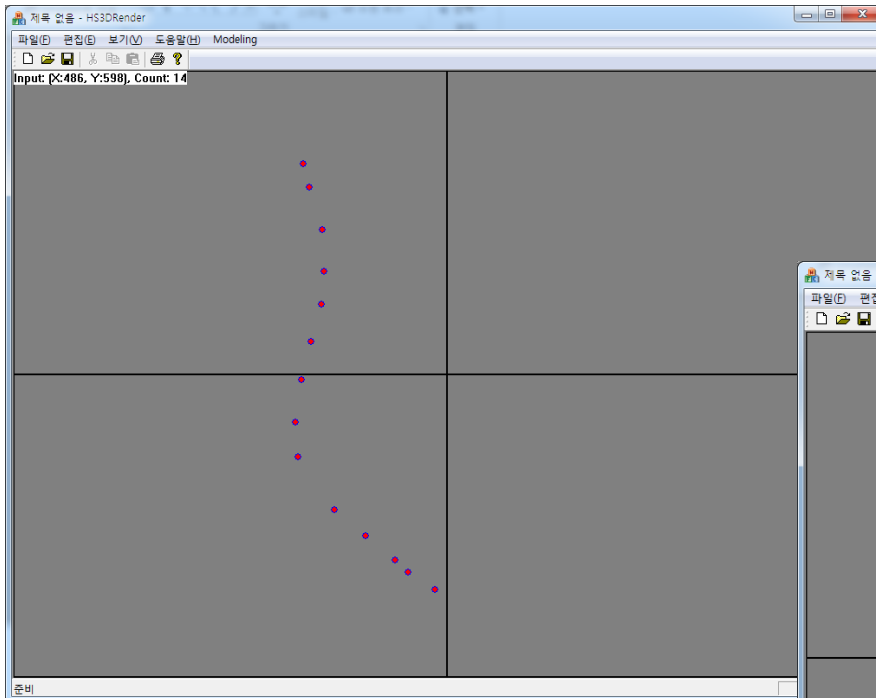 제목 없음 - HS3DRender
파일(F) 편집(E) 보기(V) 도움말(H) Modeling
Input: (X:486, Y:598), Count: 14
제목 없음
파일(F) 편집
준비